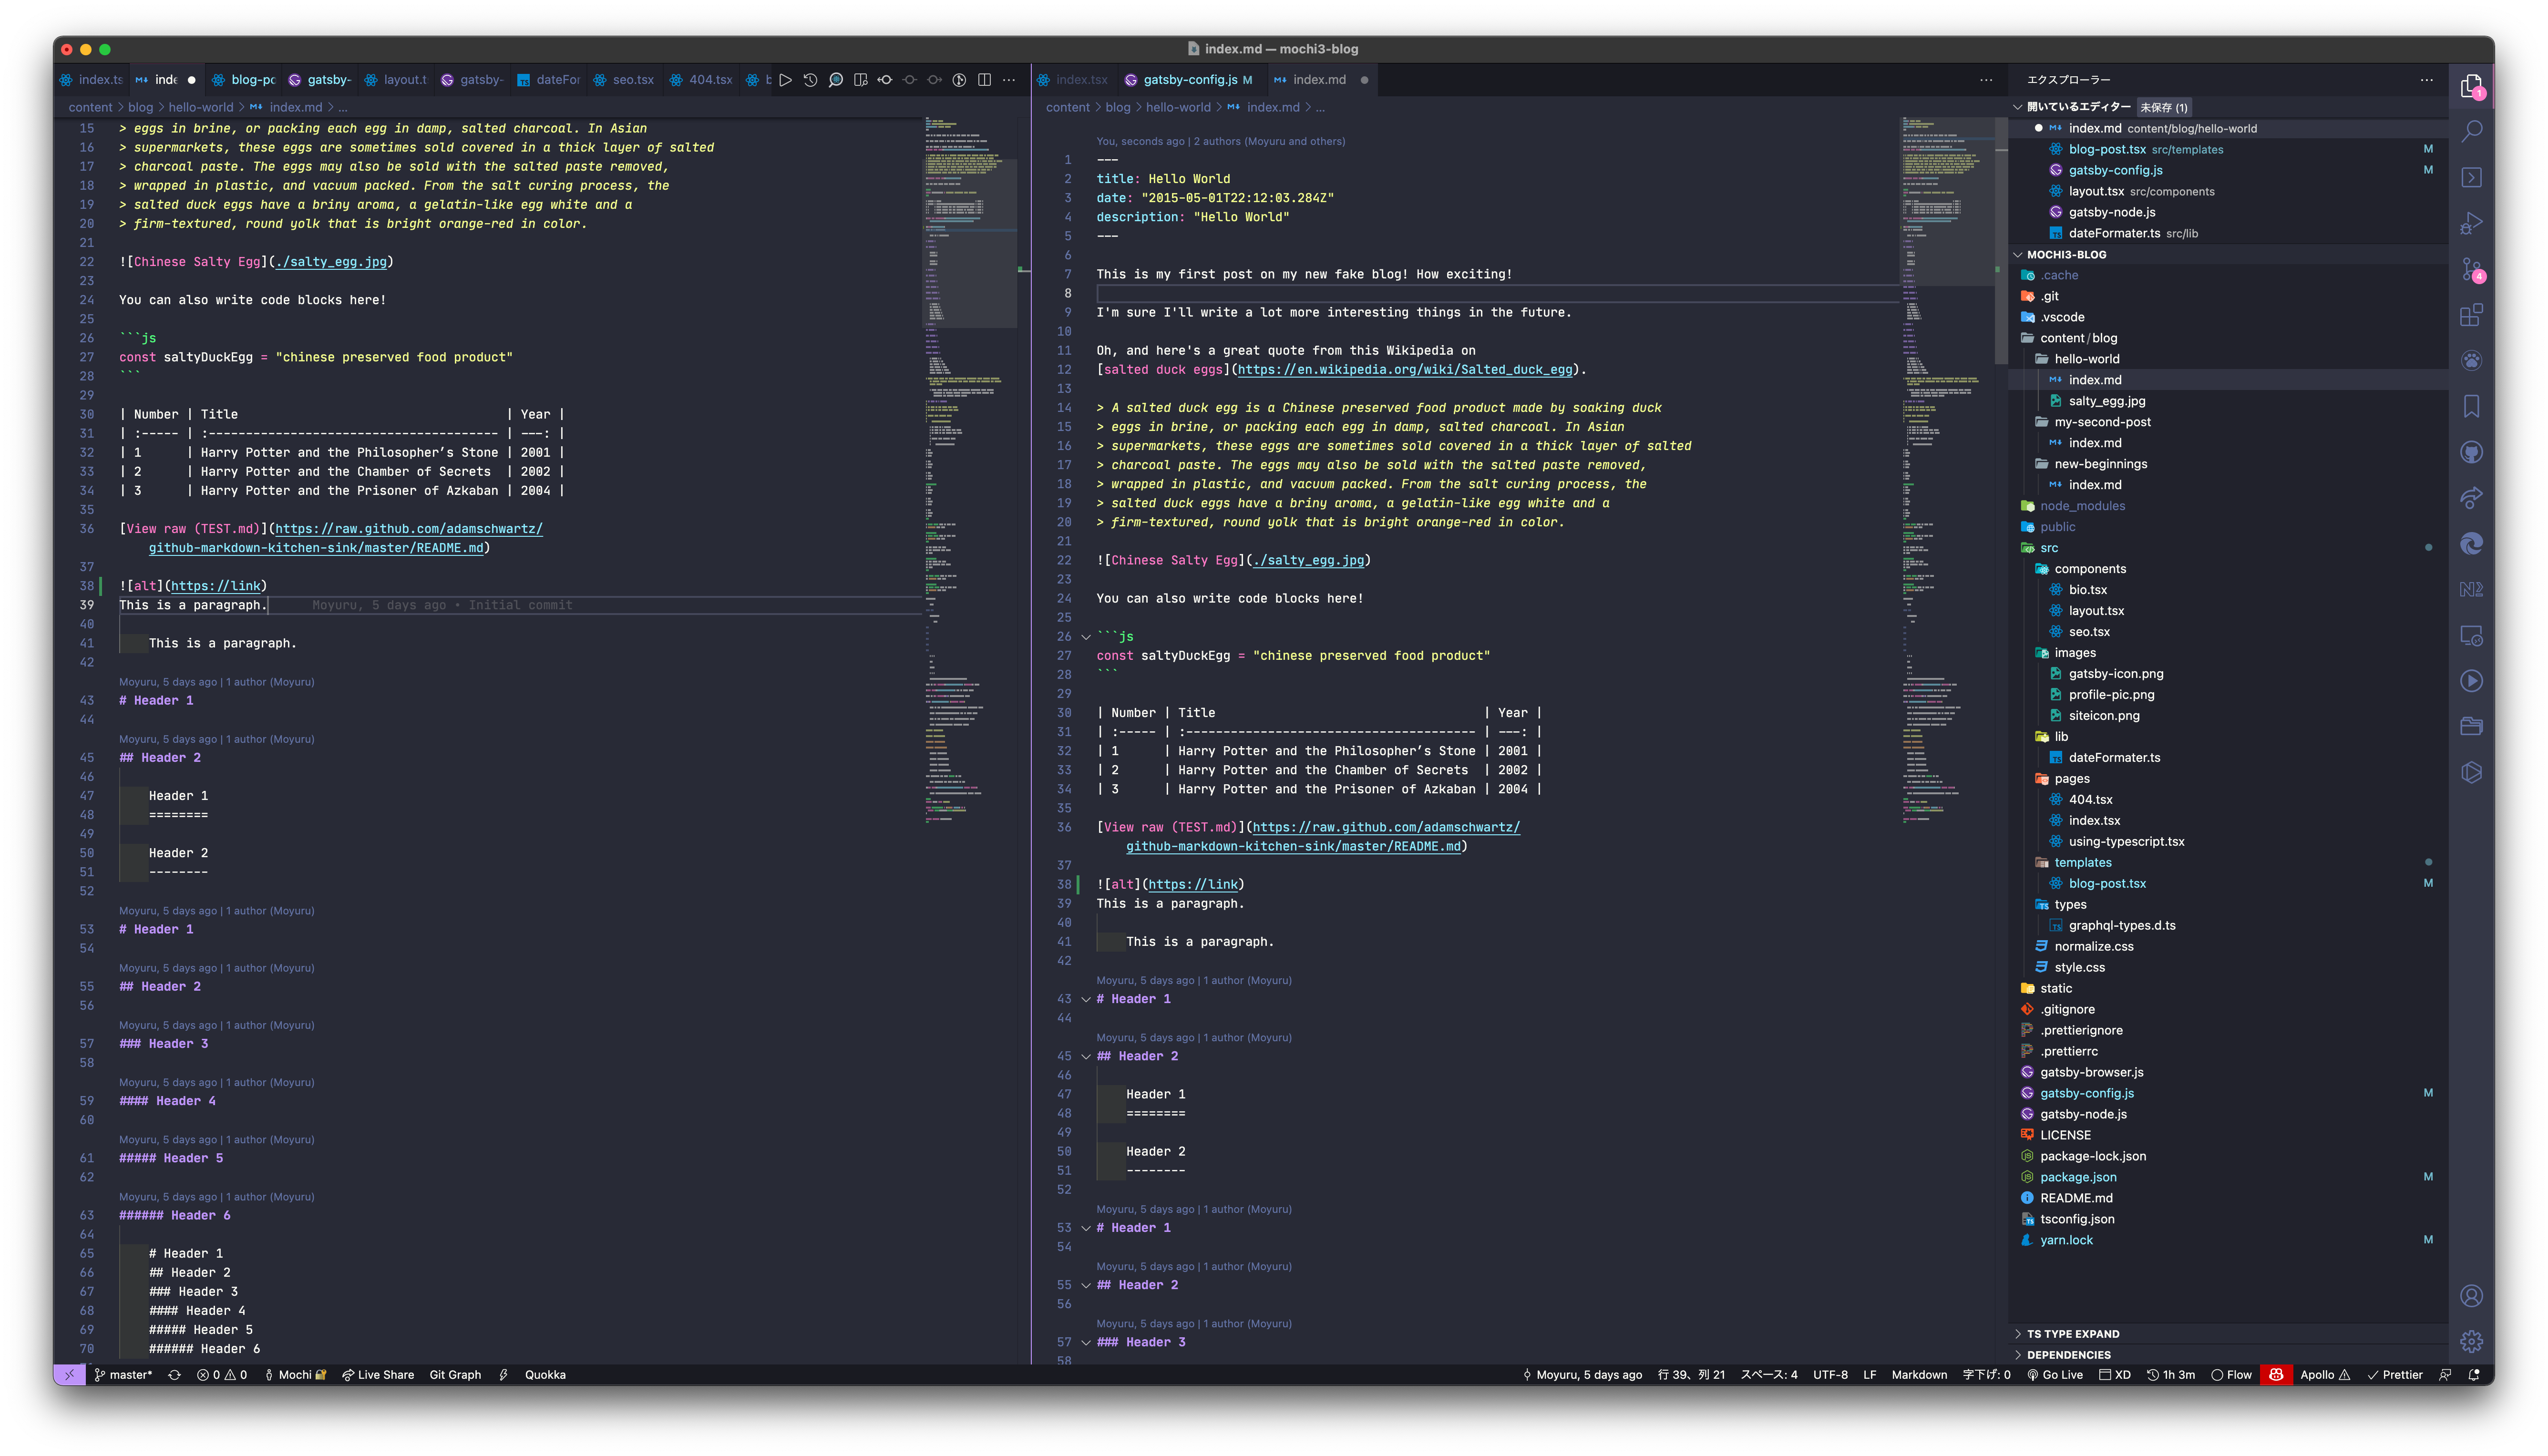 index.md — mochi3-blog
index.ts
inde
blog-pc
gatsby-
layout.t
gatsby-
dateFor
seo.tsx
404.tsx
content > blog > hello-world > index.md > ...
15 > eggs in brine, or packing each egg in damp, salted charcoal. In Asian
16 > supermarkets, these eggs are sometimes sold covered in a thick layer of salted
17 > charcoal paste. The eggs may also be sold with the salted paste removed,
18 > wrapped in plastic, and vacuum packed. From the salt curing process, the
19 > salted duck eggs have a briny aroma, a gelatin-like egg white and a
20 > firm-textured, round yolk that is bright orange-red in color.
21
22 ![Chinese Salty Egg](./salty_egg.jpg)
23
24 You can also write code blocks here!
25
26 ```js
27 const saltyDuckEgg = "chinese preserved food product"
28 ```
29
30 | Number | Title                                    | Year |
31 | :----- | :--------------------------------------- | ---: |
32 | 1      | Harry Potter and the Philosopher’s Stone | 2001 |
33 | 2      | Harry Potter and the Chamber of Secrets  | 2002 |
34 | 3      | Harry Potter and the Prisoner of Azkaban | 2004 |
35
36 [View raw (TEST.md)](https://raw.github.com/adamschwartz/
github-markdown-kitchen-sink/master/README.md)
37
38 ![alt](https://link)
39 This is a paragraph. Moyuru, 5 days ago • Initial commit
40
41 This is a paragraph.
42
Moyuru, 5 days ago | 1 author (Moyuru)
43 # Header 1
44
Moyuru, 5 days ago | 1 author (Moyuru)
45 ## Header 2
46
47 Header 1
48 ========
49
50 Header 2
51 --------
52
Moyuru, 5 days ago | 1 author (Moyuru)
53 # Header 1
54
Moyuru, 5 days ago | 1 author (Moyuru)
55 ## Header 2
56
Moyuru, 5 days ago | 1 author (Moyuru)
57 ### Header 3
58
Moyuru, 5 days ago | 1 author (Moyuru)
59 #### Header 4
60
Moyuru, 5 days ago | 1 author (Moyuru)
61 ##### Header 5
62
Moyuru, 5 days ago | 1 author (Moyuru)
63 ###### Header 6
64
65 # Header 1
66 ## Header 2
67 ### Header 3
68 #### Header 4
69 ##### Header 5
70 ###### Header 6
index.tsx
gatsby-config.js M
index.md
content > blog > hello-world > index.md > ...
You, seconds ago | 2 authors (Moyuru and others)
1 ---
2 title: Hello World
3 date: "2015-05-01T22:12:03.284Z"
4 description: "Hello World"
5 ---
6
7 This is my first post on my new fake blog! How exciting!
8
9 I'm sure I'll write a lot more interesting things in the future.
10
11 Oh, and here's a great quote from this Wikipedia on
12 [salted duck eggs](https://en.wikipedia.org/wiki/Salted_duck_egg).
13
14 > A salted duck egg is a Chinese preserved food product made by soaking duck
15 > eggs in brine, or packing each egg in damp, salted charcoal. In Asian
16 > supermarkets, these eggs are sometimes sold covered in a thick layer of salted
17 > charcoal paste. The eggs may also be sold with the salted paste removed,
18 > wrapped in plastic, and vacuum packed. From the salt curing process, the
19 > salted duck eggs have a briny aroma, a gelatin-like egg white and a
20 > firm-textured, round yolk that is bright orange-red in color.
21
22 ![Chinese Salty Egg](./salty_egg.jpg)
23
24 You can also write code blocks here!
25
26 ```js
27 const saltyDuckEgg = "chinese preserved food product"
28 ```
29
30 | Number | Title                                    | Year |
31 | :----- | :--------------------------------------- | ---: |
32 | 1      | Harry Potter and the Philosopher’s Stone | 2001 |
33 | 2      | Harry Potter and the Chamber of Secrets  | 2002 |
34 | 3      | Harry Potter and the Prisoner of Azkaban | 2004 |
35
36 [View raw (TEST.md)](https://raw.github.com/adamschwartz/
github-markdown-kitchen-sink/master/README.md)
37
38 ![alt](https://link)
39 This is a paragraph.
40
41 This is a paragraph.
42
Moyuru, 5 days ago | 1 author (Moyuru)
43 # Header 1
44
Moyuru, 5 days ago | 1 author (Moyuru)
45 ## Header 2
46
47 Header 1
48 ========
49
50 Header 2
51 --------
52
Moyuru, 5 days ago | 1 author (Moyuru)
53 # Header 1
54
Moyuru, 5 days ago | 1 author (Moyuru)
55 ## Header 2
56
Moyuru, 5 days ago | 1 author (Moyuru)
57 ### Header 3
58
エクスプローラー
開いているエディター 未保存 (1)
index.md content/blog/hello-world
blog-post.tsx src/templates M
gatsby-config.js M
layout.tsx src/components
gatsby-node.js
dateFormater.ts src/lib
MOCHI3-BLOG
.cache
.git
.vscode
content / blog
hello-world
index.md
salty_egg.jpg
my-second-post
index.md
new-beginnings
index.md
node_modules
public
src
components
bio.tsx
layout.tsx
seo.tsx
images
gatsby-icon.png
profile-pic.png
siteicon.png
lib
dateFormater.ts
pages
404.tsx
index.tsx
using-typescript.tsx
templates
blog-post.tsx M
types
graphql-types.d.ts
normalize.css
style.css
static
.gitignore
.prettierignore
.prettierrc
gatsby-browser.js
gatsby-config.js M
gatsby-node.js
LICENSE
package-lock.json
package.json M
README.md
tsconfig.json
yarn.lock M
TS TYPE EXPAND
DEPENDENCIES
1
4
master* 0 0 Mochi Live Share Git Graph Quokka
Moyuru, 5 days ago 行 39、列 21 スペース: 4 UTF-8 LF Markdown 字下げ: 0 Go Live XD 1h 3m Flow Apollo Prettier